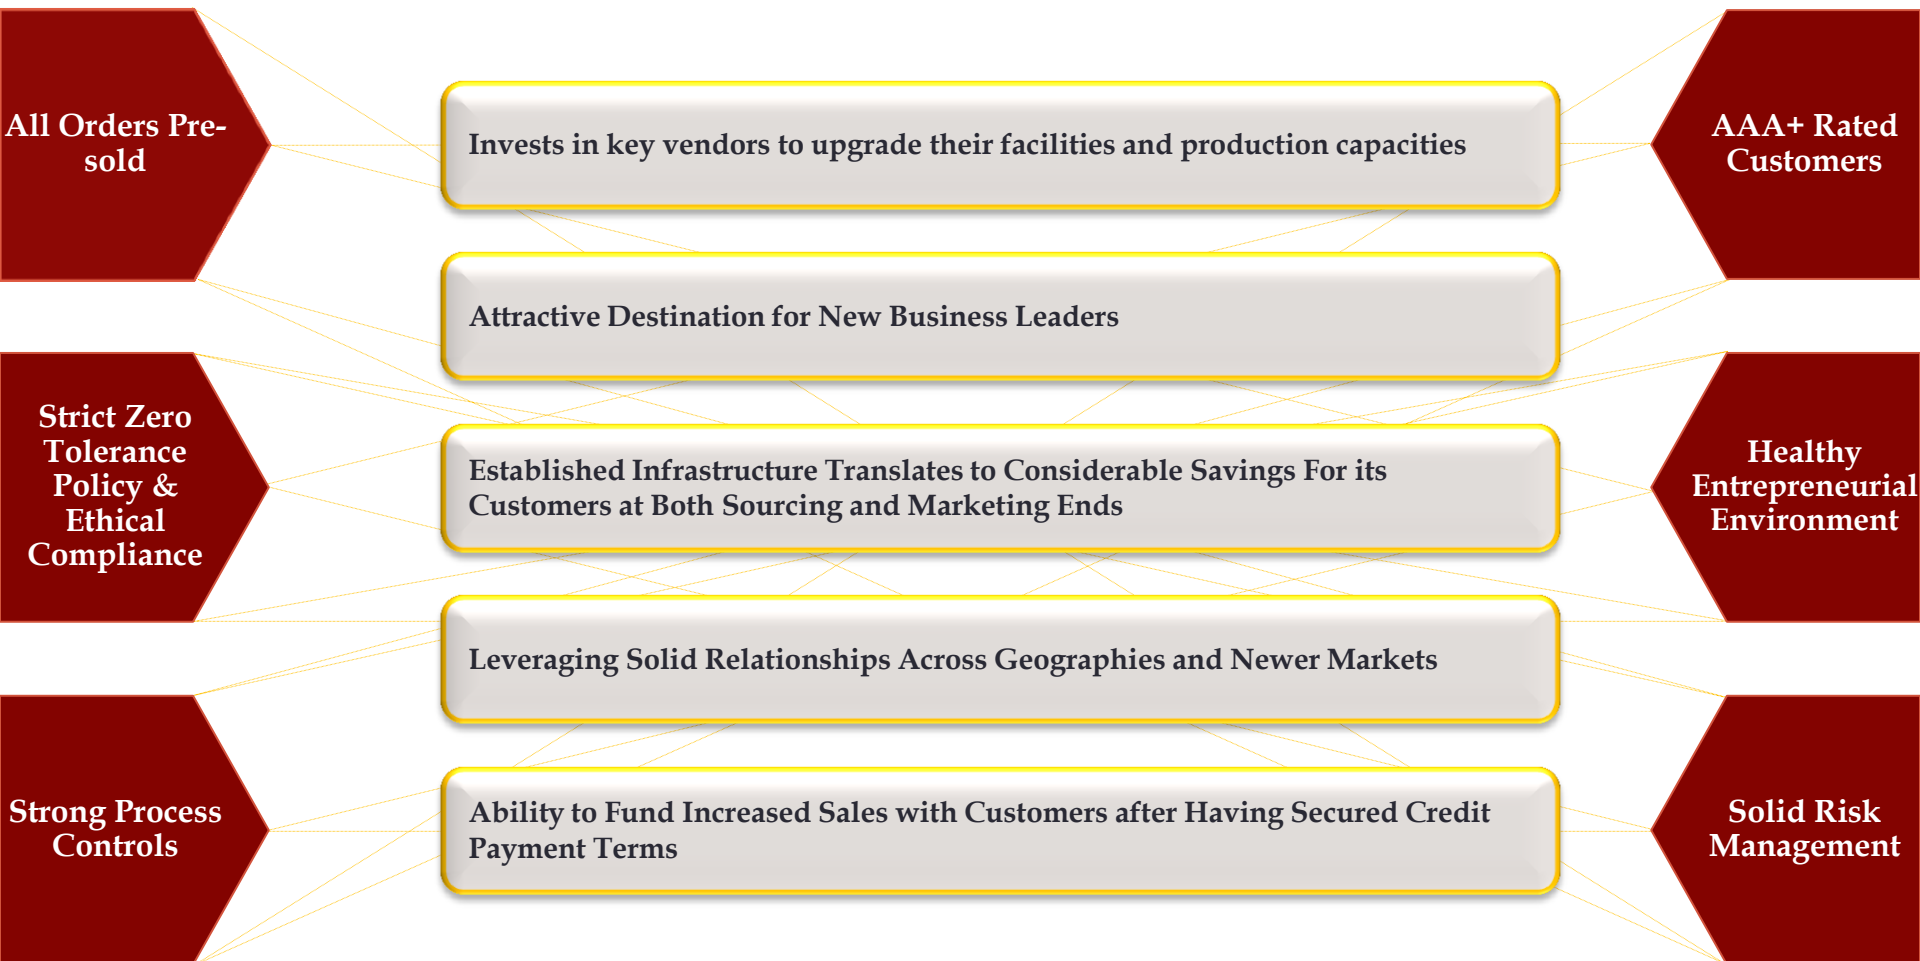 All Orders Pre-
sold
Strict Zero
Tolerance
Policy &
Ethical
Compliance
Strong Process
Controls
Invests in key vendors to upgrade their facilities and production capacities
Attractive Destination for New Business Leaders
Established Infrastructure Translates to Considerable Savings For its
Customers at Both Sourcing and Marketing Ends
Leveraging Solid Relationships Across Geographies and Newer Markets
Ability to Fund Increased Sales with Customers after Having Secured Credit
Payment Terms
AAA+ Rated
Customers
Healthy
Entrepreneurial
Environment
Solid Risk
Management